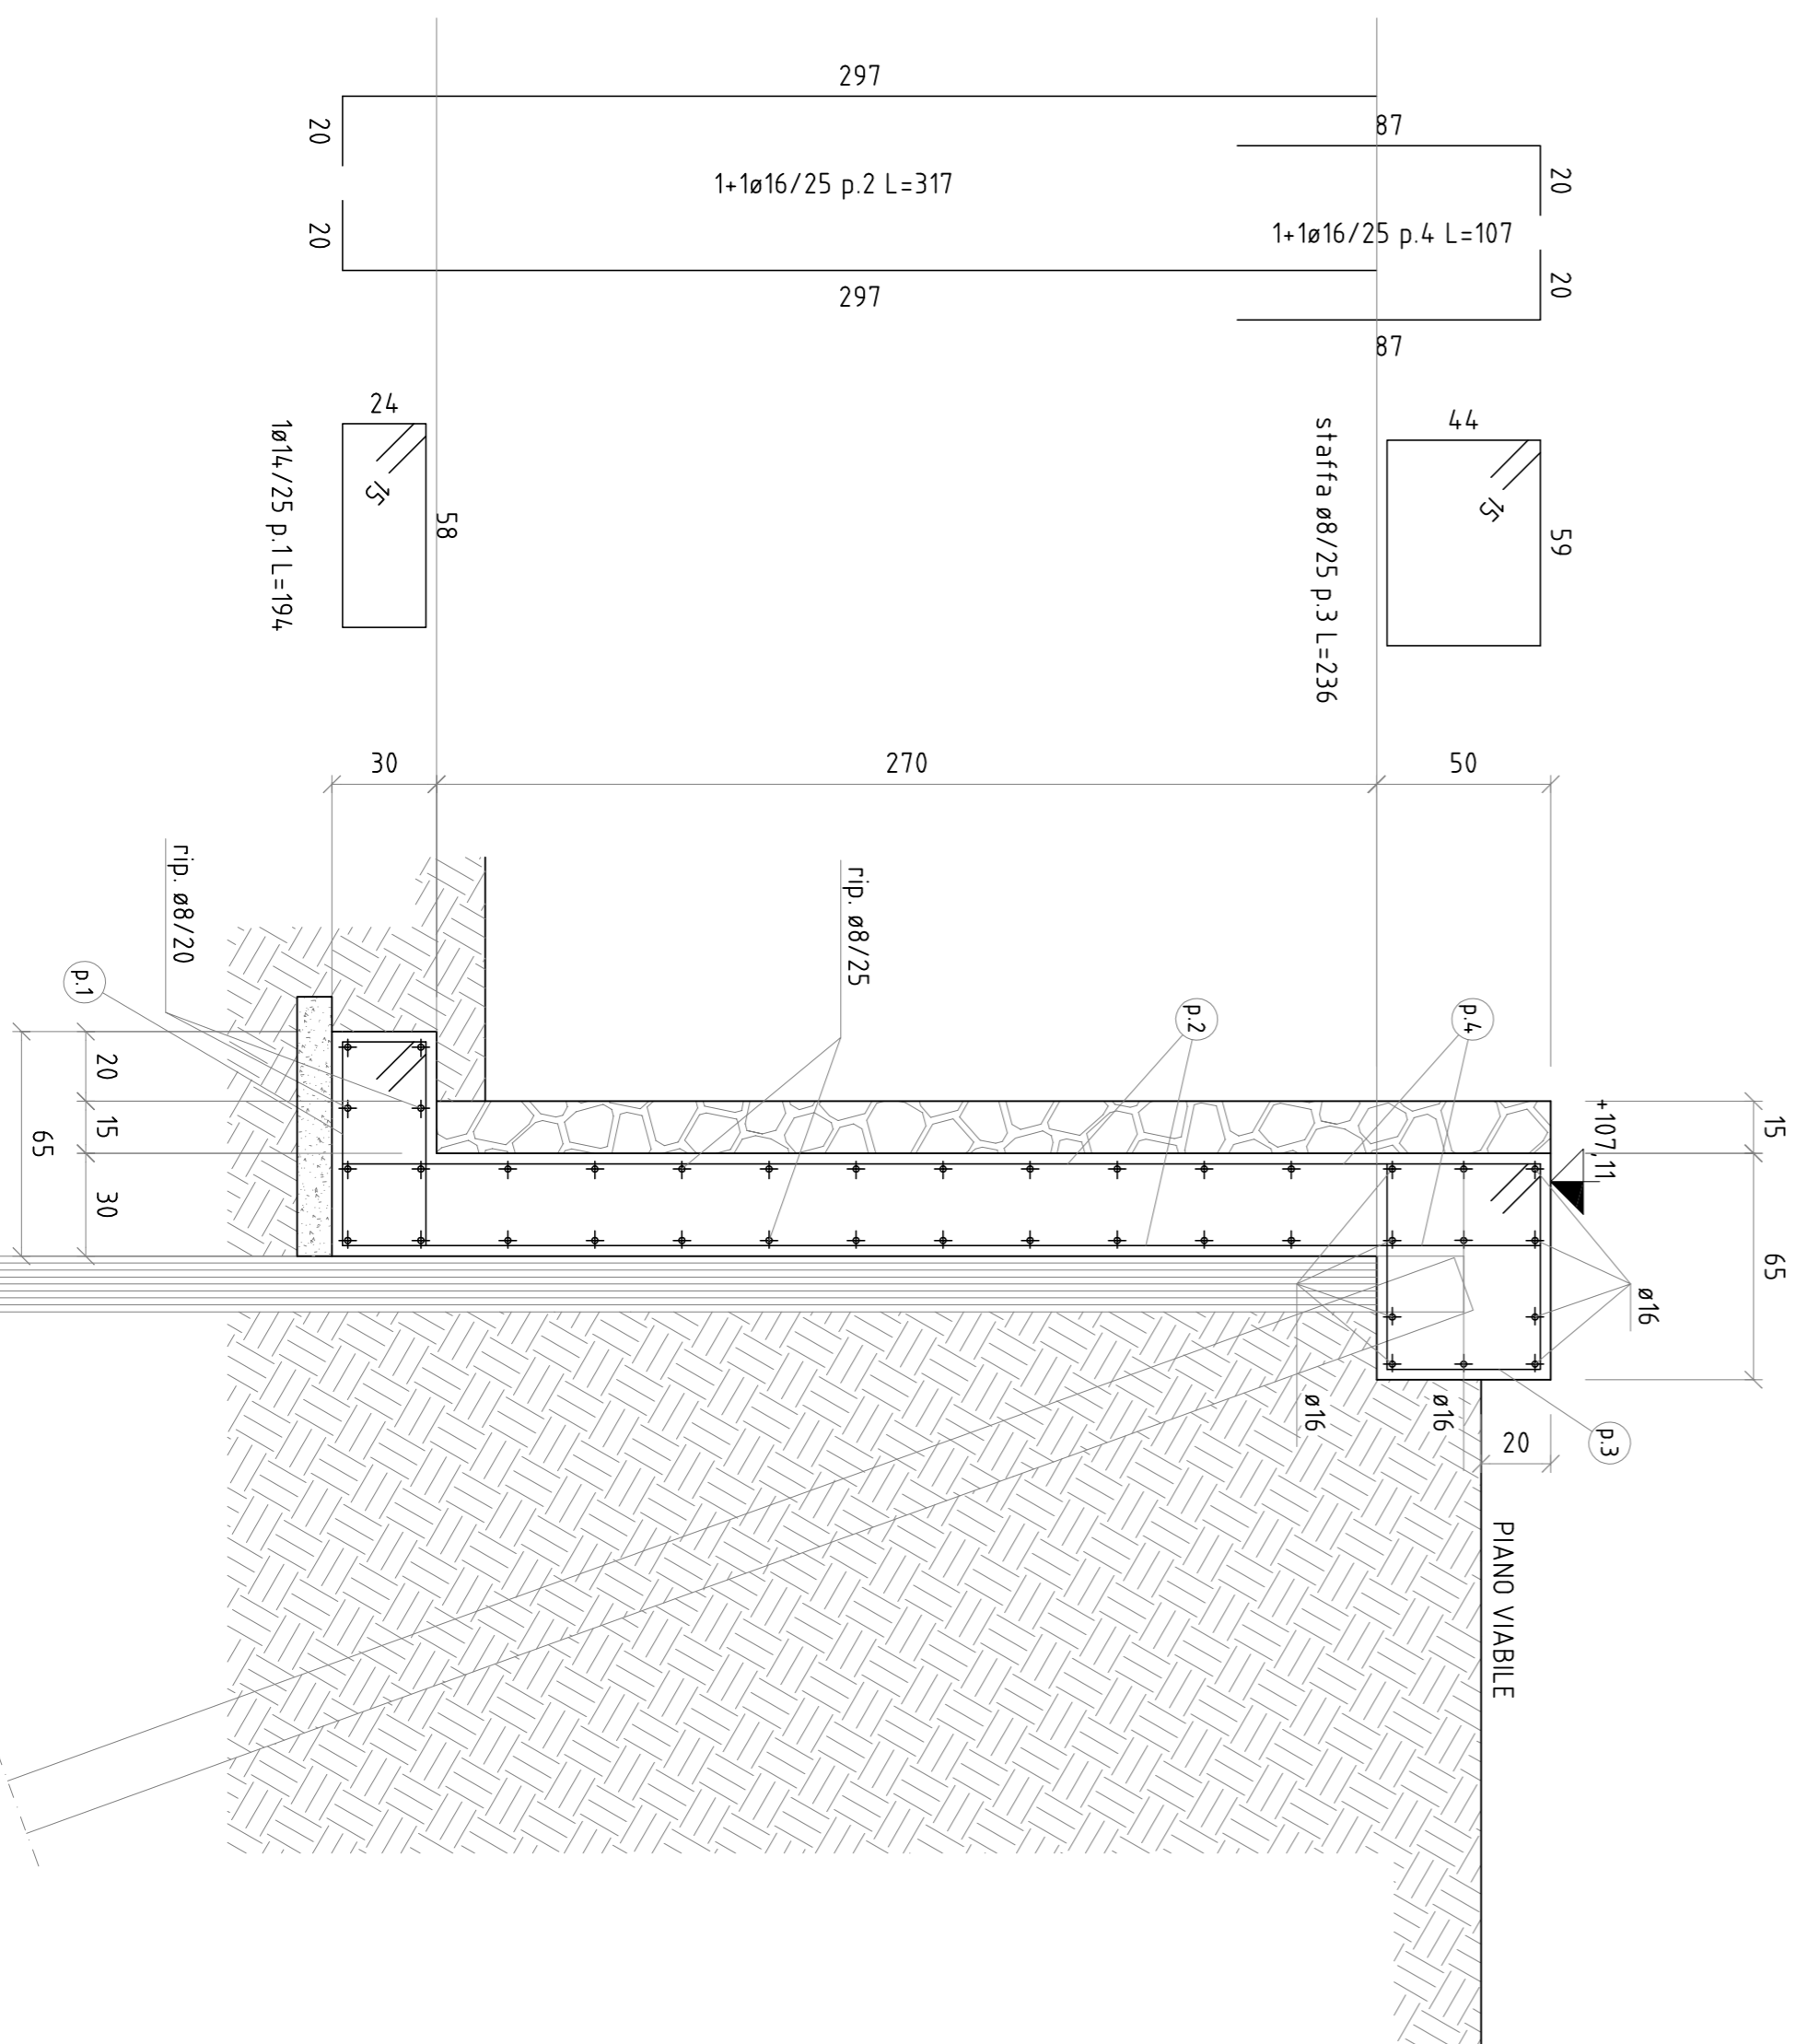 297
87
20
20
1+1ø16/25 p.2 L=317
1+1ø16/25 p.4 L=107
20
20
297
87
24
58
15
1ø14/25 p.1 L=194
44
59
15
staffa ø8/25 p.3 L=236
30
270
50
rip. ø8/20
rip. ø8/25
p.1
p.2
p.4
+107,11
15
65
20
15
30
65
ø16
ø16
ø16
20
p.3
PIANO VIABILE